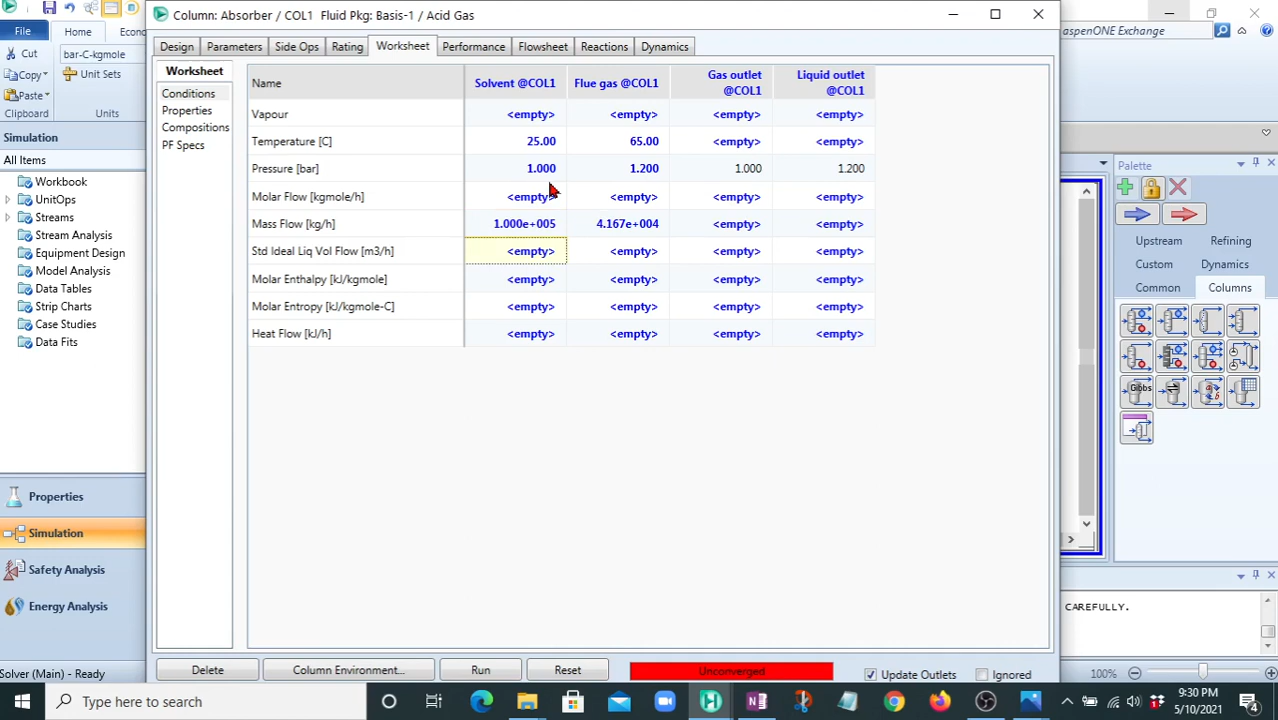 Column: Absorber / COL1 Fluid Pkg: Basis-1 / Acid Gas
File
Home
aspenONE Exchange
Cut
bar-C-kgmole
Copy
Unit Sets
Paste
Clipboard
Units
Design
Parameters
Side Ops
Rating
Worksheet
Performance
Flowsheet
Reactions
Dynamics
Simulation
All Items
Workbook
UnitOps
Streams
Stream Analysis
Equipment Design
Model Analysis
Data Tables
Strip Charts
Case Studies
Data Fits
Properties
Simulation
Safety Analysis
Energy Analysis
Solver (Main) - Ready
Worksheet
Conditions
Properties
Compositions
PF Specs
Name Solvent @COL1 Flue gas @COL1 Gas outlet @COL1 Liquid outlet @COL1
Vapour <empty> <empty> <empty> <empty>
Temperature [C] 25.00 65.00 <empty> <empty>
Pressure [bar] 1.000 1.200 1.000 1.200
Molar Flow [kgmole/h] <empty> <empty> <empty> <empty>
Mass Flow [kg/h] 1.000e+005 4.167e+004 <empty> <empty>
Std Ideal Liq Vol Flow [m3/h] <empty> <empty> <empty> <empty>
Molar Enthalpy [kJ/kgmole] <empty> <empty> <empty> <empty>
Molar Entropy [kJ/kgmole-C] <empty> <empty> <empty> <empty>
Heat Flow [kJ/h] <empty> <empty> <empty> <empty>
Delete
Column Environment...
Run
Reset
Unconverged
Update Outlets
Ignored
Palette
Upstream
Refining
Custom
Dynamics
Common
Columns
Gibbs
CAREFULLY.
100%
Type here to search
9:30 PM
5/10/2021
4